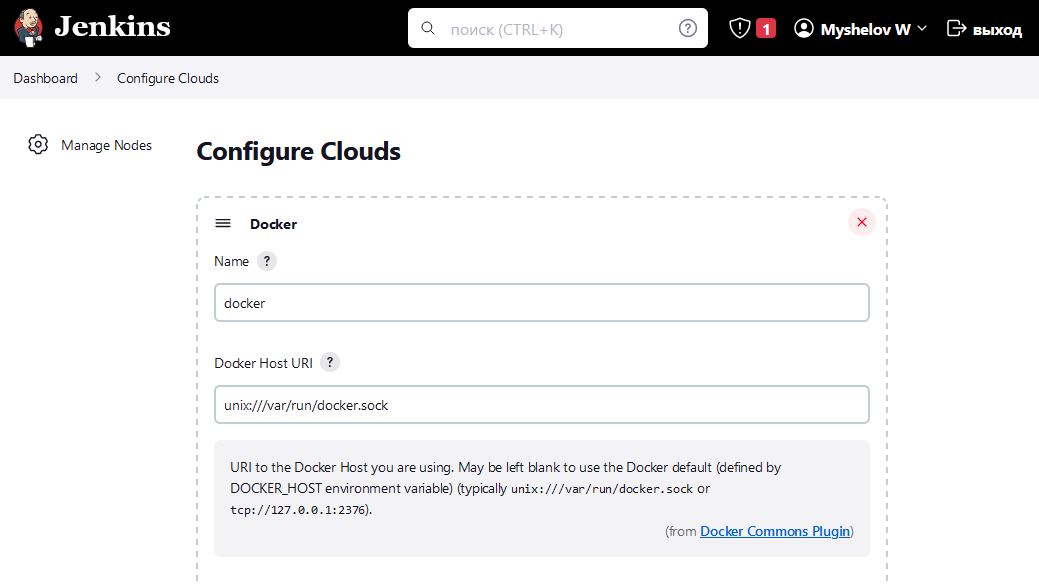 Jenkins
поиск (CTRL+K)
?
1
Myshelov W
выход
Dashboard
Configure Clouds
Manage Nodes
Configure Clouds
Docker
Name ?
docker
Docker Host URI ?
unix:///var/run/docker.sock
URI to the Docker Host you are using. May be left blank to use the Docker default (defined by
DOCKER_HOST environment variable) (typically unix:///var/run/docker.sock or
tcp://127.0.0.1:2376).
(from Docker Commons Plugin)